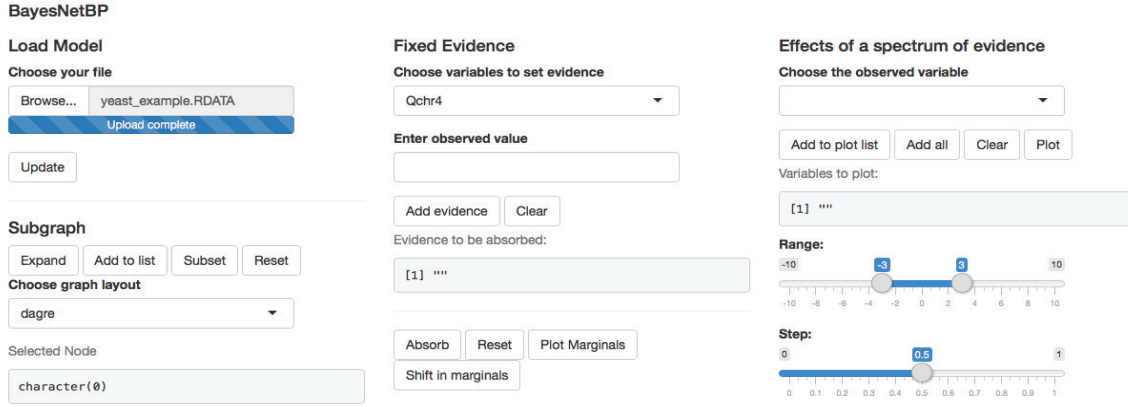 BayesNetBP
Load Model
Choose your file
Browse... yeast_example.RDATA
Upload complete
Update
Subgraph
Expand Add to list Subset Reset
Choose graph layout
dagre
Selected Node
character(0)
Fixed Evidence
Choose variables to set evidence
Qchr4
Enter observed value
Add evidence Clear
Evidence to be absorbed:
[1] ""
Absorb Reset Plot Marginals
Shift in marginals
Effects of a spectrum of evidence
Choose the observed variable
Add to plot list Add all Clear Plot
Variables to plot:
[1] ""
Range:
-10 -3 3 10
-10 -8 -6 -4 -2 0 2 4 6 8 10
Step:
0 0.5 1
0 0.1 0.2 0.3 0.4 0.5 0.6 0.7 0.8 0.9 1